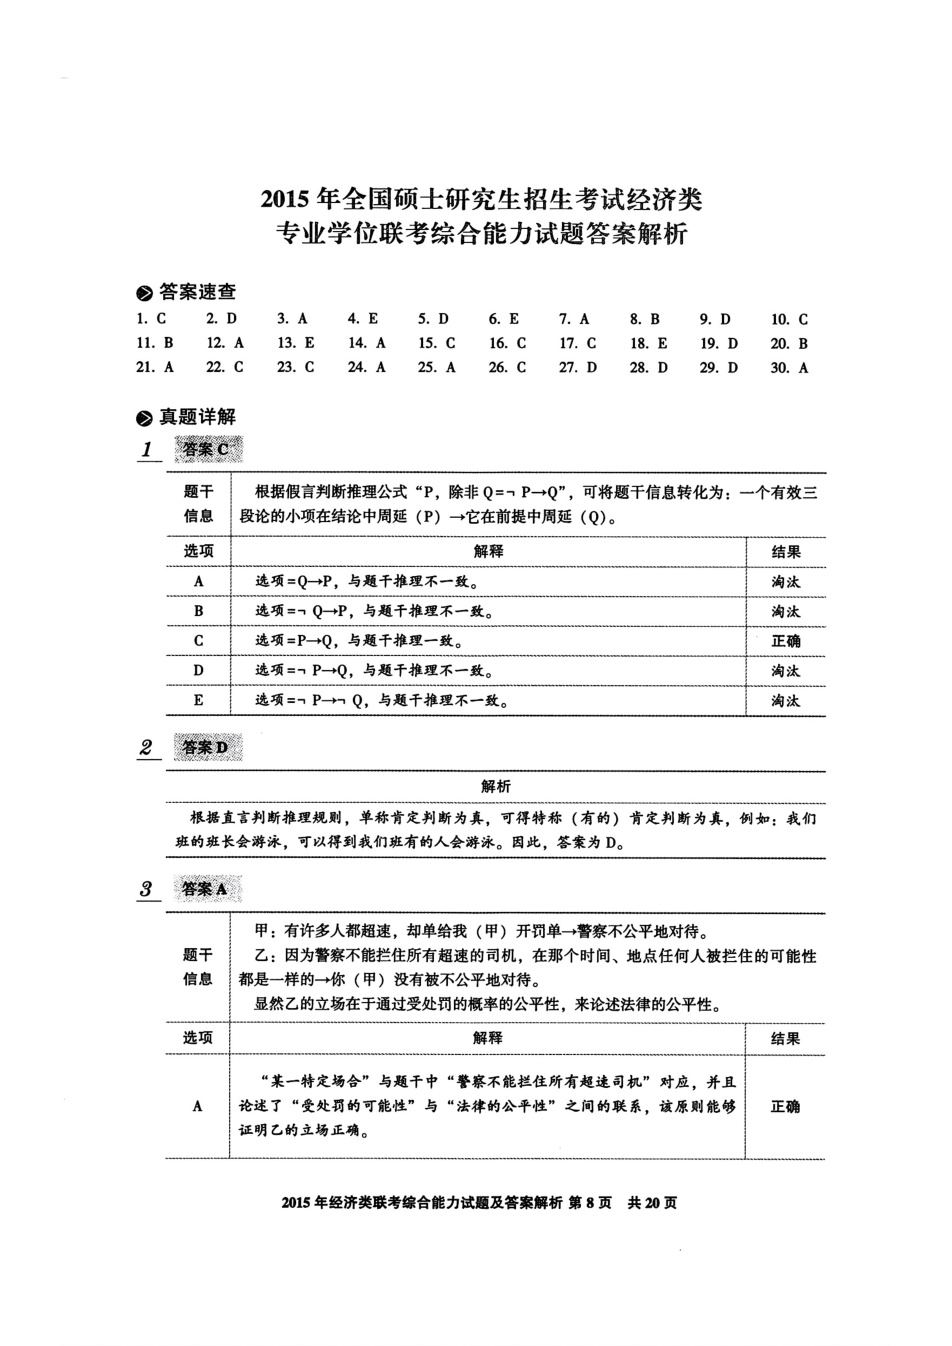 2015 年全国硕士研究生招生考试经济类
专业学位联考综合能力试题答案解析
答案速查
1. C 2. D 3. A 4. E 5. D 6. E 7. A 8. B 9. D 10. C
11. B 12. A 13. E 14. A 15. C 16. C 17. C 18. E 19. D 20. B
21. A 22. C 23. C 24. A 25. A 26. C 27. D 28. D 29. D 30. A
真题详解
1 答案 C
题干 根据假言判断推理公式“P，除非 Q=¬ P→Q”，可将题干信息转化为：一个有效三
信息 段论的小项在结论中周延（P）→它在前提中周延（Q）。
选项 解释 结果
A 选项=Q→P，与题干推理不一致。 淘汰
B 选项=¬ Q→P，与题干推理不一致。 淘汰
C 选项=P→Q，与题干推理一致。 正确
D 选项=¬ P→Q，与题干推理不一致。 淘汰
E 选项=¬ P→¬ Q，与题干推理不一致。 淘汰
2 答案 D
解析
根据直言判断推理规则，单称肯定判断为真，可得特称（有的）肯定判断为真，例如：我们
班的班长会游泳，可以得到我们班有的人会游泳。因此，答案为 D。
3 答案 A
甲：有许多人都超速，却单给我（甲）开罚单→警察不公平地对待。
题干 乙：因为警察不能拦住所有超速的司机，在那个时间、地点任何人被拦住的可能性
信息 都是一样的→你（甲）没有被不公平地对待。
显然乙的立场在于通过受处罚的概率的公平性，来论述法律的公平性。
选项 解释 结果
“某一特定场合”与题干中“警察不能拦住所有超速司机”对应，并且
A 论述了“受处罚的可能性”与“法律的公平性”之间的联系，该原则能够 正确
证明乙的立场正确。
2015 年经济类联考综合能力试题及答案解析 第 8 页 共 20 页